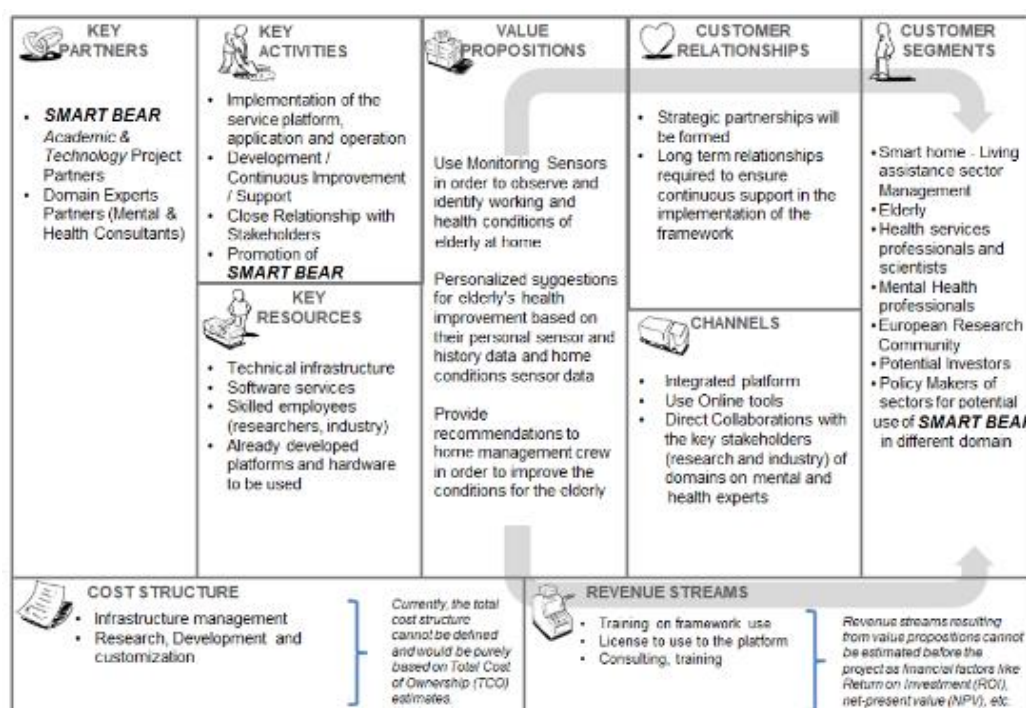 KEY
PARTNERS
• SMART BEAR
Academic &
Technology Project
Partners
• Domain Experts
Partners (Mental &
Health Consultants)
KEY
ACTIVITIES
• Implementation of the
service platform,
application and operation
• Development /
Continuous Improvement
/ Support
• Close Relationship with
Stakeholders
• Promotion of
SMART BEAR
KEY
RESOURCES
• Technical infrastructure
• Software services
• Skilled employees
(researchers, industry)
• Already developed
platforms and hardware
to be used
VALUE
PROPOSITIONS
Use Monitoring Sensors
in order to observe and
identify working and
health conditions of
elderly at home
Personalized suggestions
for elderly's health
improvement based on
their personal sensor and
history data and home
conditions sensor data
Provide
recommendations to
home management crew
in order to improve the
conditions for the elderly
CUSTOMER
RELATIONSHIPS
• Strategic partnerships will
be formed
• Long term relationships
required to ensure
continuous support in the
implementation of the
framework
CHANNELS
• Integrated platform
• Use Online tools
• Direct Collaborations with
the key stakeholders
(research and industry) of
domains on mental and
health experts
CUSTOMER
SEGMENTS
• Smart home - Living
assistance sector
Management
• Elderly
• Health services
professionals and
scientists
• Mental Health
professionals
• European Research
Community
• Potential Investors
• Policy Makers of
sectors for potential
use of SMART BEAR
in different domain
COST STRUCTURE
• Infrastructure management
• Research, Development and
customization
Currently, the total
cost structure
cannot be defined
and would be purely
based on Total Cost
of Ownership (TCO)
estimates.
REVENUE STREAMS
• Training on framework use
• License to use to the platform
• Consulting, training
Revenue streams resulting
from value propositions cannot
be estimated before the
project as financial factors like
Return on Investment (ROI),
net-present value (NPV), etc.